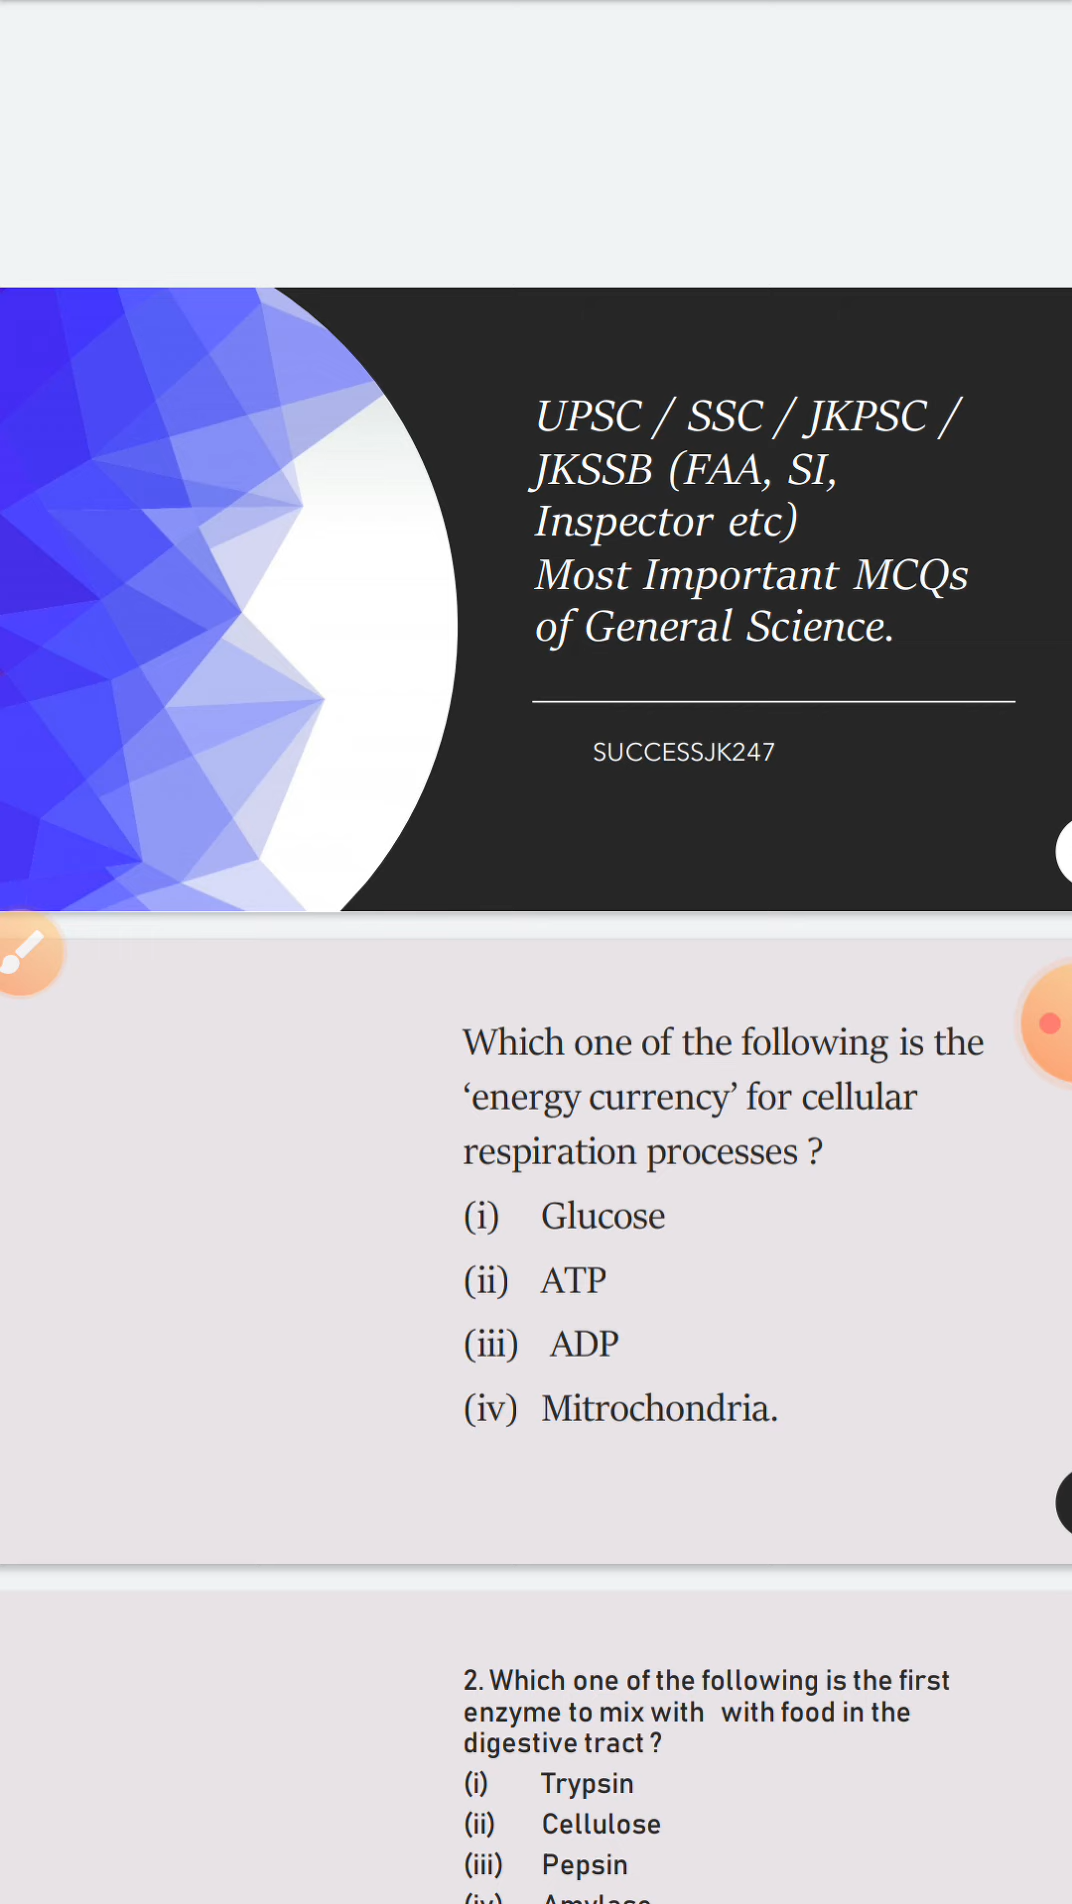 UPSC / SSC / JKPSC /
JKSSB (FAA, SI,
Inspector etc)
Most Important MCQs
of General Science.
SUCCESSJK247
Which one of the following is the
‘energy currency’ for cellular
respiration processes ?
(i) Glucose
(ii) ATP
(iii) ADP
(iv) Mitrochondria.
2. Which one of the following is the first
enzyme to mix with with food in the
digestive tract ?
(i) Trypsin
(ii) Cellulose
(iii) Pepsin
(iv) Amylase